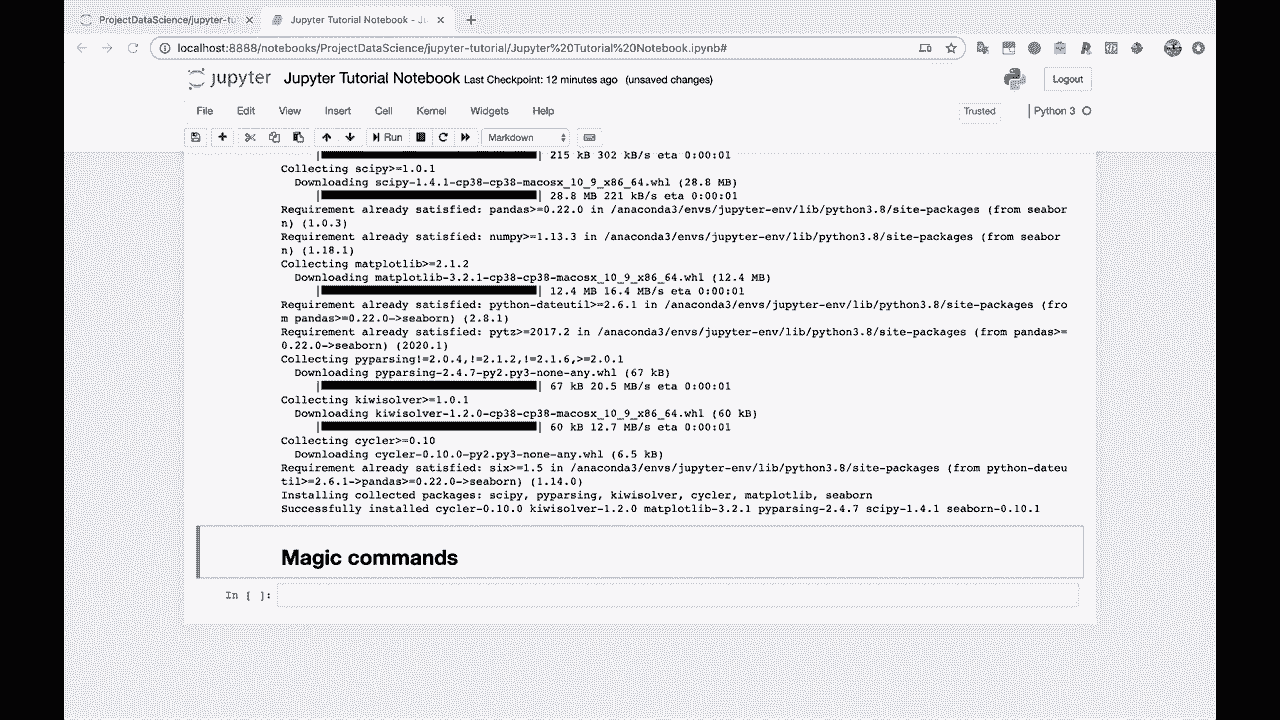 ProjectDataScience/jupyter-tu
Jupyter Tutorial Notebook - Ju
localhost:8888/notebooks/ProjectDataScience/jupyter-tutorial/Jupyter%20Tutorial%20Notebook.ipynb#
jupyter Jupyter Tutorial Notebook Last Checkpoint: 12 minutes ago (unsaved changes) Logout
File Edit View Insert Cell Kernel Widgets Help Trusted Python 3
Run Markdown
215 kB 302 kB/s eta 0:00:01
Collecting scipy>=1.0.1
Downloading scipy-1.4.1-cp38-cp38-macosx_10_9_x86_64.whl (28.8 MB)
28.8 MB 221 kB/s eta 0:00:01
Requirement already satisfied: pandas>=0.22.0 in /anaconda3/envs/jupyter-env/lib/python3.8/site-packages (from seabor
n) (1.0.3)
Requirement already satisfied: numpy>=1.13.3 in /anaconda3/envs/jupyter-env/lib/python3.8/site-packages (from seabor
n) (1.18.1)
Collecting matplotlib>=2.1.2
Downloading matplotlib-3.2.1-cp38-cp38-macosx_10_9_x86_64.whl (12.4 MB)
12.4 MB 16.4 MB/s eta 0:00:01
Requirement already satisfied: python-dateutil>=2.6.1 in /anaconda3/envs/jupyter-env/lib/python3.8/site-packages (fro
m pandas>=0.22.0->seaborn) (2.8.1)
Requirement already satisfied: pytz>=2017.2 in /anaconda3/envs/jupyter-env/lib/python3.8/site-packages (from pandas>=
0.22.0->seaborn) (2020.1)
Collecting pyparsing!=2.0.4,!=2.1.2,!=2.1.6,>=2.0.1
Downloading pyparsing-2.4.7-py2.py3-none-any.whl (67 kB)
67 kB 20.5 MB/s eta 0:00:01
Collecting kiwisolver>=1.0.1
Downloading kiwisolver-1.2.0-cp38-cp38-macosx_10_9_x86_64.whl (60 kB)
60 kB 12.7 MB/s eta 0:00:01
Collecting cycler>=0.10
Downloading cycler-0.10.0-py2.py3-none-any.whl (6.5 kB)
Requirement already satisfied: six>=1.5 in /anaconda3/envs/jupyter-env/lib/python3.8/site-packages (from python-dateu
til>=2.6.1->pandas>=0.22.0->seaborn) (1.14.0)
Installing collected packages: scipy, pyparsing, kiwisolver, cycler, matplotlib, seaborn
Successfully installed cycler-0.10.0 kiwisolver-1.2.0 matplotlib-3.2.1 pyparsing-2.4.7 scipy-1.4.1 seaborn-0.10.1
Magic commands
In [ ]: